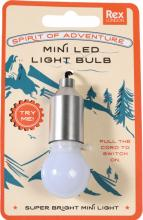 Rex
LONDON
SPIRIT OF ADVENTURE
MINI LED
LIGHT BULB
TRY
ME!
PULL THE
CORD TO
SWITCH
ON.
SUPER BRIGHT MINI LIGHT